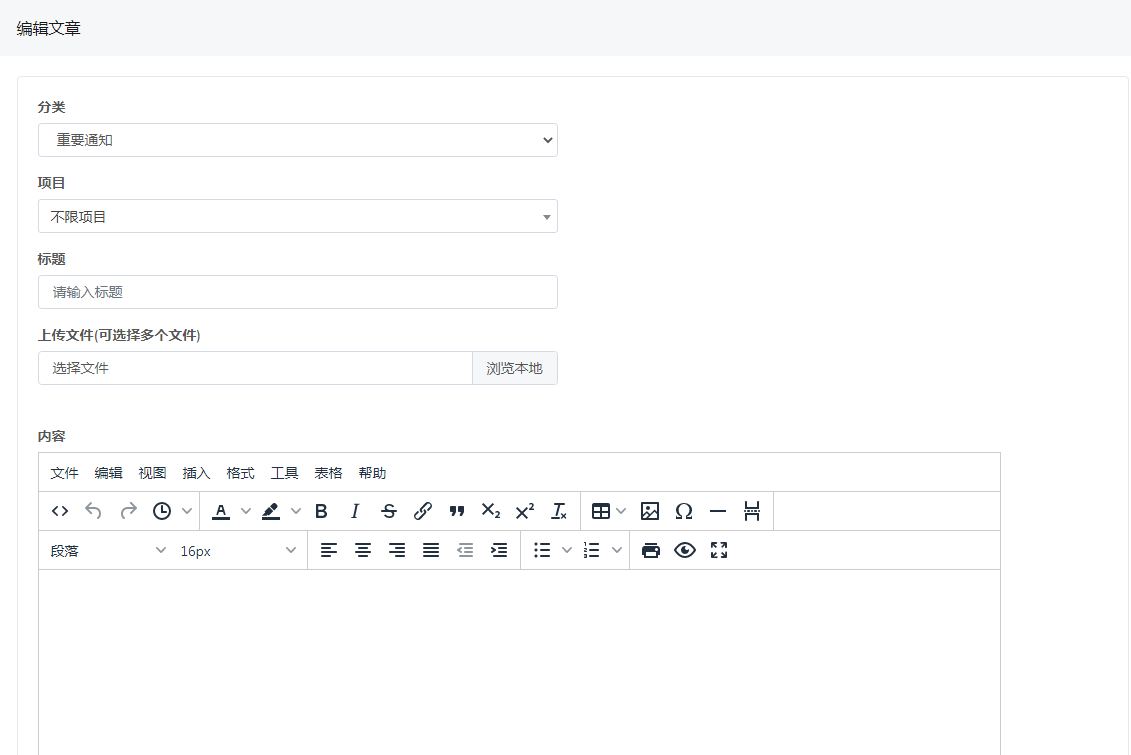 编辑文章
分类
重要通知
项目
不限项目
标题
请输入标题
上传文件(可选择多个文件)
选择文件 浏览本地
内容
文件 编辑 视图 插入 格式 工具 表格 帮助
段落 16px